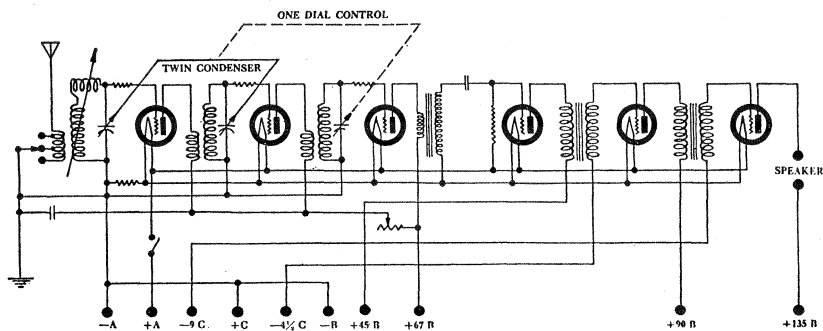 ONE DIAL CONTROL
TWIN CONDENSER
SPEAKER
—A +A —9 C +C —4½ C —B +45 B +67 B +90 B +135 B